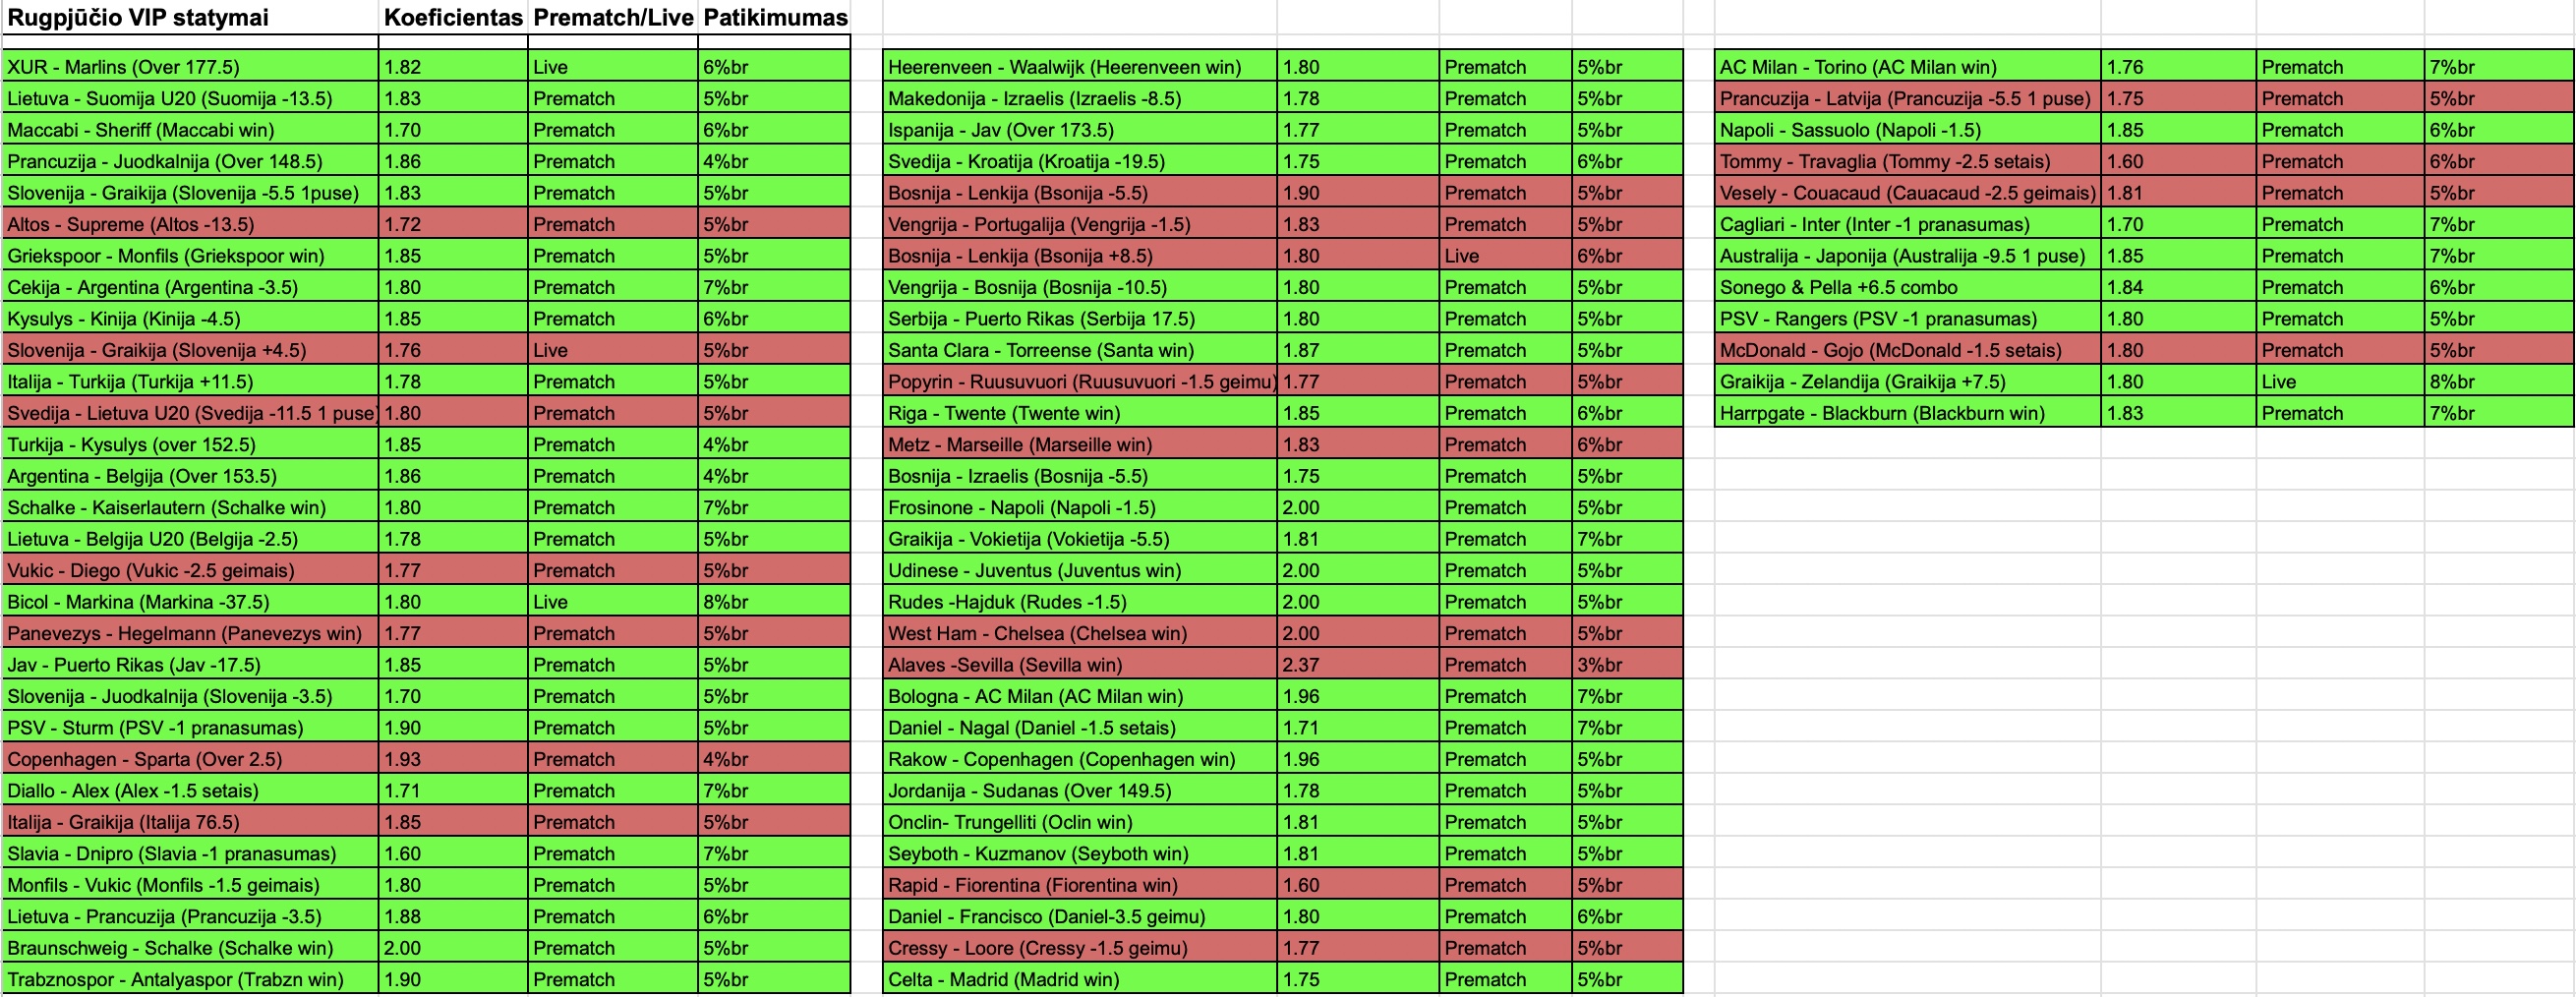 Rugpjūčio VIP statymai Koeficientas Prematch/Live Patikimumas
XUR - Marlins (Over 177.5) 1.82 Live 6%br
Lietuva - Suomija U20 (Suomija -13.5) 1.83 Prematch 5%br
Maccabi - Sheriff (Maccabi win) 1.70 Prematch 6%br
Prancuzija - Juodkalnija (Over 148.5) 1.86 Prematch 4%br
Slovenija - Graikija (Slovenija -5.5 1puse) 1.83 Prematch 5%br
Altos - Supreme (Altos -13.5) 1.72 Prematch 5%br
Griekspoor - Monfils (Griekspoor win) 1.85 Prematch 5%br
Cekija - Argentina (Argentina -3.5) 1.80 Prematch 7%br
Kysulys - Kinija (Kinija -4.5) 1.85 Prematch 6%br
Slovenija - Graikija (Slovenija +4.5) 1.76 Live 5%br
Italija - Turkija (Turkija +11.5) 1.78 Prematch 5%br
Svedija - Lietuva U20 (Svedija -11.5 1 puse) 1.80 Prematch 5%br
Turkija - Kysulys (over 152.5) 1.85 Prematch 4%br
Argentina - Belgija (Over 153.5) 1.86 Prematch 4%br
Schalke - Kaiserlautern (Schalke win) 1.80 Prematch 7%br
Lietuva - Belgija U20 (Belgija -2.5) 1.78 Prematch 5%br
Vukic - Diego (Vukic -2.5 geimais) 1.77 Prematch 5%br
Bicol - Markina (Markina -37.5) 1.80 Live 8%br
Panevezys - Hegelmann (Panevezys win) 1.77 Prematch 5%br
Jav - Puerto Rikas (Jav -17.5) 1.85 Prematch 5%br
Slovenija - Juodkalnija (Slovenija -3.5) 1.70 Prematch 5%br
PSV - Sturm (PSV -1 pranasumas) 1.90 Prematch 5%br
Copenhagen - Sparta (Over 2.5) 1.93 Prematch 4%br
Diallo - Alex (Alex -1.5 setais) 1.71 Prematch 7%br
Italija - Graikija (Italija 76.5) 1.85 Prematch 5%br
Slavia - Dnipro (Slavia -1 pranasumas) 1.60 Prematch 7%br
Monfils - Vukic (Monfils -1.5 geimais) 1.80 Prematch 5%br
Lietuva - Prancuzija (Prancuzija -3.5) 1.88 Prematch 6%br
Braunschweig - Schalke (Schalke win) 2.00 Prematch 5%br
Trabznospor - Antalyaspor (Trabzn win) 1.90 Prematch 5%br
Heerenveen - Waalwijk (Heerenveen win) 1.80 Prematch 5%br
Makedonija - Izraelis (Izraelis -8.5) 1.78 Prematch 5%br
Ispanija - Jav (Over 173.5) 1.77 Prematch 5%br
Svedija - Kroatija (Kroatija -19.5) 1.75 Prematch 6%br
Bosnija - Lenkija (Bsonija -5.5) 1.90 Prematch 5%br
Vengrija - Portugalija (Vengrija -1.5) 1.83 Prematch 5%br
Bosnija - Lenkija (Bsonija +8.5) 1.80 Live 6%br
Vengrija - Bosnija (Bosnija -10.5) 1.80 Prematch 5%br
Serbija - Puerto Rikas (Serbija 17.5) 1.80 Prematch 5%br
Santa Clara - Torreense (Santa win) 1.87 Prematch 5%br
Popyrin - Ruusuvuori (Ruusuvuori -1.5 geimu) 1.77 Prematch 5%br
Riga - Twente (Twente win) 1.85 Prematch 6%br
Metz - Marseille (Marseille win) 1.83 Prematch 6%br
Bosnija - Izraelis (Bosnija -5.5) 1.75 Prematch 5%br
Frosinone - Napoli (Napoli -1.5) 2.00 Prematch 5%br
Graikija - Vokietija (Vokietija -5.5) 1.81 Prematch 7%br
Udinese - Juventus (Juventus win) 2.00 Prematch 5%br
Rudes -Hajduk (Rudes -1.5) 2.00 Prematch 5%br
West Ham - Chelsea (Chelsea win) 2.00 Prematch 5%br
Alaves -Sevilla (Sevilla win) 2.37 Prematch 3%br
Bologna - AC Milan (AC Milan win) 1.96 Prematch 7%br
Daniel - Nagal (Daniel -1.5 setais) 1.71 Prematch 7%br
Rakow - Copenhagen (Copenhagen win) 1.96 Prematch 5%br
Jordanija - Sudanas (Over 149.5) 1.78 Prematch 5%br
Onclin- Trungelliti (Oclin win) 1.81 Prematch 5%br
Seyboth - Kuzmanov (Seyboth win) 1.81 Prematch 5%br
Rapid - Fiorentina (Fiorentina win) 1.60 Prematch 5%br
Daniel - Francisco (Daniel-3.5 geimu) 1.80 Prematch 6%br
Cressy - Loore (Cressy -1.5 geimu) 1.77 Prematch 5%br
Celta - Madrid (Madrid win) 1.75 Prematch 5%br
AC Milan - Torino (AC Milan win) 1.76 Prematch 7%br
Prancuzija - Latvija (Prancuzija -5.5 1 puse) 1.75 Prematch 5%br
Napoli - Sassuolo (Napoli -1.5) 1.85 Prematch 6%br
Tommy - Travaglia (Tommy -2.5 setais) 1.60 Prematch 6%br
Vesely - Couacaud (Cauacaud -2.5 geimais) 1.81 Prematch 5%br
Cagliari - Inter (Inter -1 pranasumas) 1.70 Prematch 7%br
Australija - Japonija (Australija -9.5 1 puse) 1.85 Prematch 7%br
Sonego & Pella +6.5 combo 1.84 Prematch 6%br
PSV - Rangers (PSV -1 pranasumas) 1.80 Prematch 5%br
McDonald - Gojo (McDonald -1.5 setais) 1.80 Prematch 5%br
Graikija - Zelandija (Graikija +7.5) 1.80 Live 8%br
Harrpgate - Blackburn (Blackburn win) 1.83 Prematch 7%br